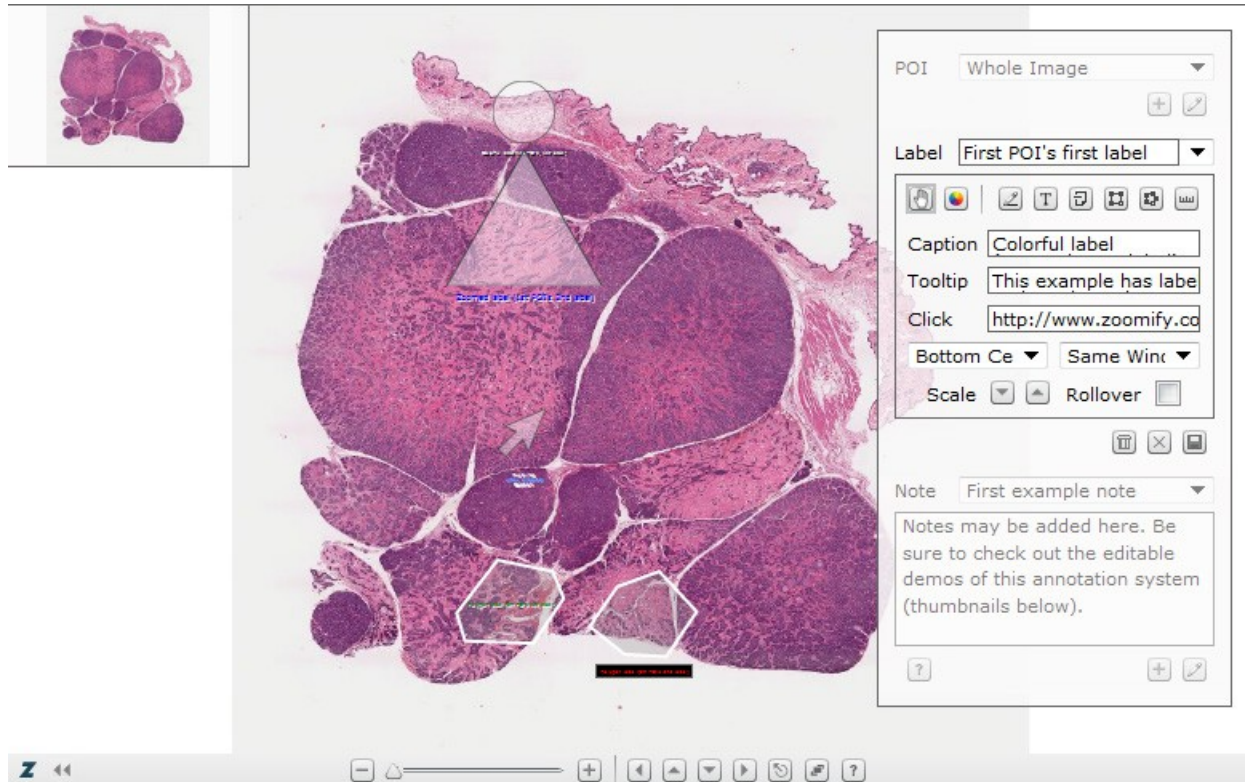 POI Whole Image
Label First POI's first label
T
Caption Colorful label
Tooltip This example has labe
Click http://www.zoomify.co
Bottom Ce Same Winc
Scale Rollover
Note First example note
Notes may be added here. Be
sure to check out the editable
demos of this annotation system
(thumbnails below).
?
Z ?